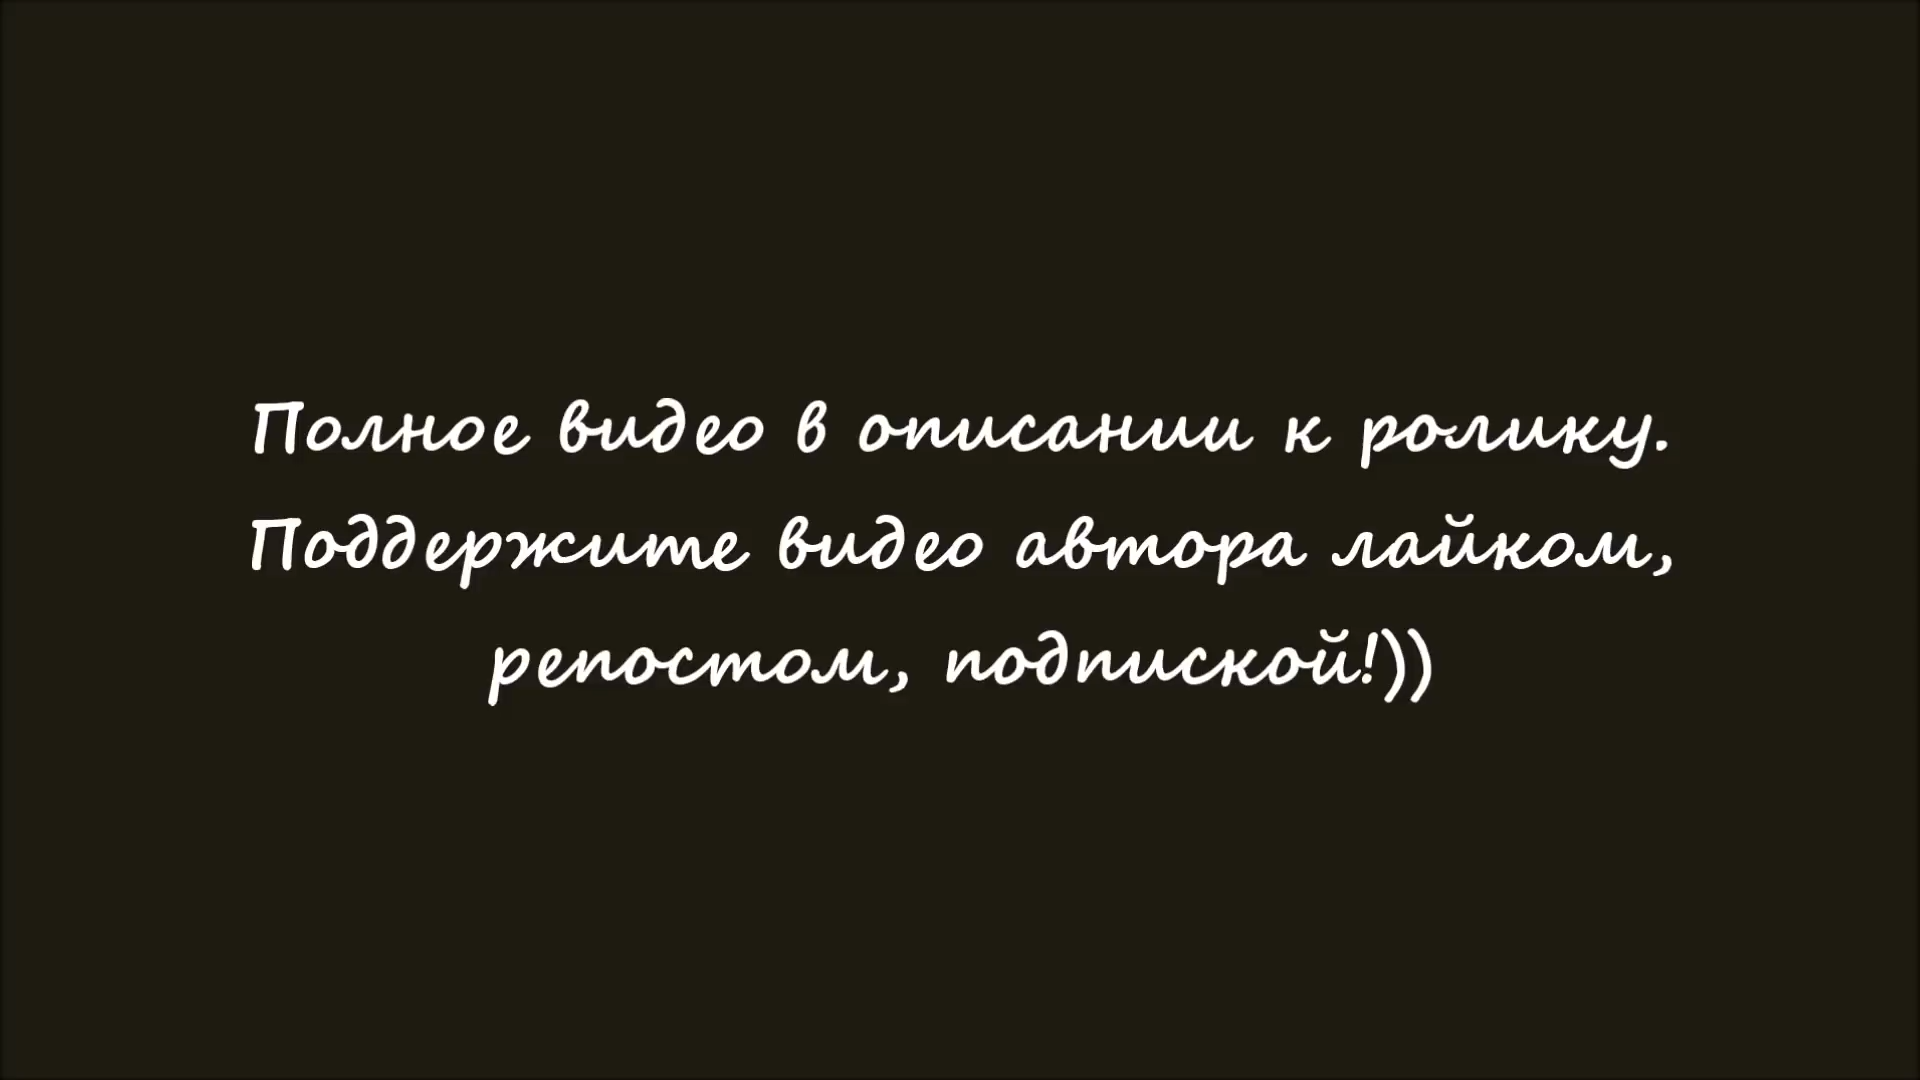 Полное видео в описании к ролику.
Поддержите видео автора лайком,
репостом, подпиской!))